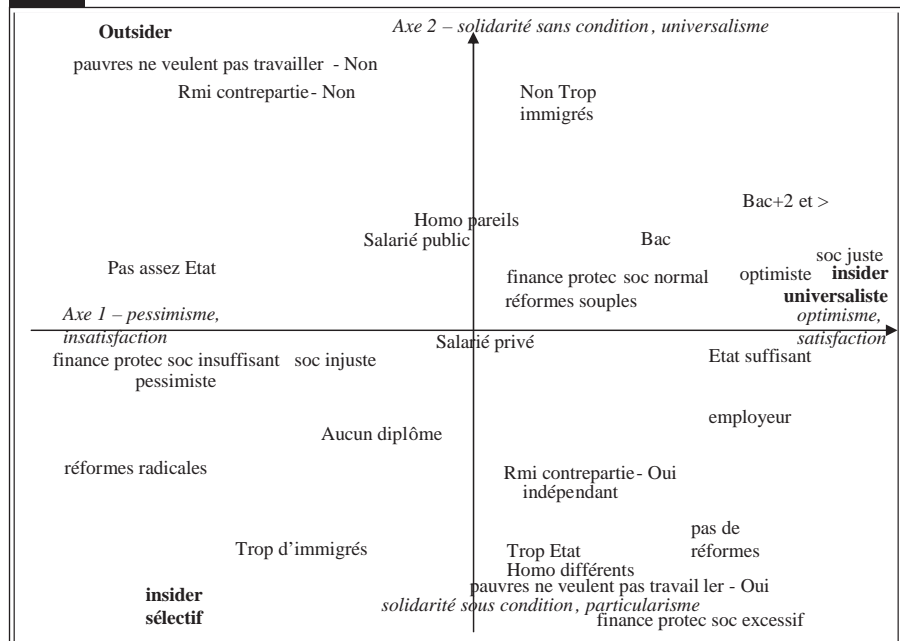 Outsider
Axe 2 – solidarité sans condition, universalisme
pauvres ne veulent pas travailler - Non
Rmi contrepartie- Non
Non Trop
immigrés
Bac+2 et >
Homo pareils
Salarié public
Bac
Pas assez Etat
soc juste
finance protec soc normal
optimiste insider
réformes souples
universaliste
Axe 1 – pessimisme,
insatisfaction
optimisme,
satisfaction
Salarié privé
finance protec soc insuffisant soc injuste
pessimiste
Etat suffisant
employeur
Aucun diplôme
réformes radicales
Rmi contrepartie- Oui
indépendant
pas de
réformes
Trop d'immigrés
Trop Etat
Homo différents
pauvres ne veulent pas travail ler - Oui
insider
sélectif
solidarité sous condition, particularisme
finance protec soc excessif